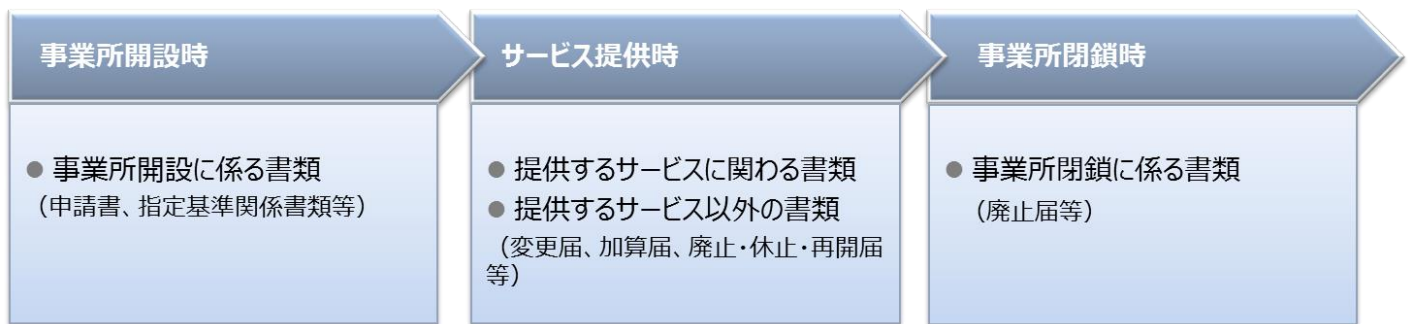 事業所開設時
● 事業所開設に係る書類
（申請書、指定基準関係書類等）
サービス提供時
● 提供するサービスに関わる書類
● 提供するサービス以外の書類
（変更届、加算届、廃止・休止・再開届
等）
事業所閉鎖時
● 事業所閉鎖に係る書類
（廃止届等）